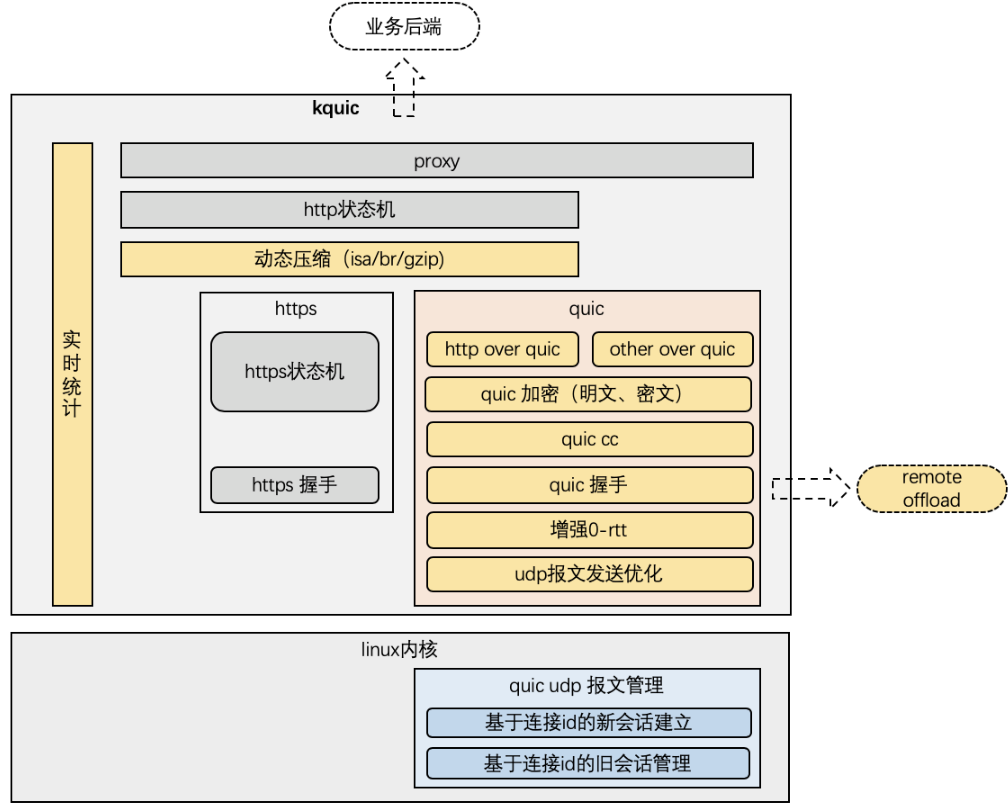 业务后端
kquic
proxy
http状态机
动态压缩（isa/br/gzip)
实
时
统
计
https
https状态机
https 握手
quic
http over quic
other over quic
quic 加密（明文、密文）
quic cc
quic 握手
增强0-rtt
udp报文发送优化
remote
offload
linux内核
quic udp 报文管理
基于连接id的新会话建立
基于连接id的旧会话管理